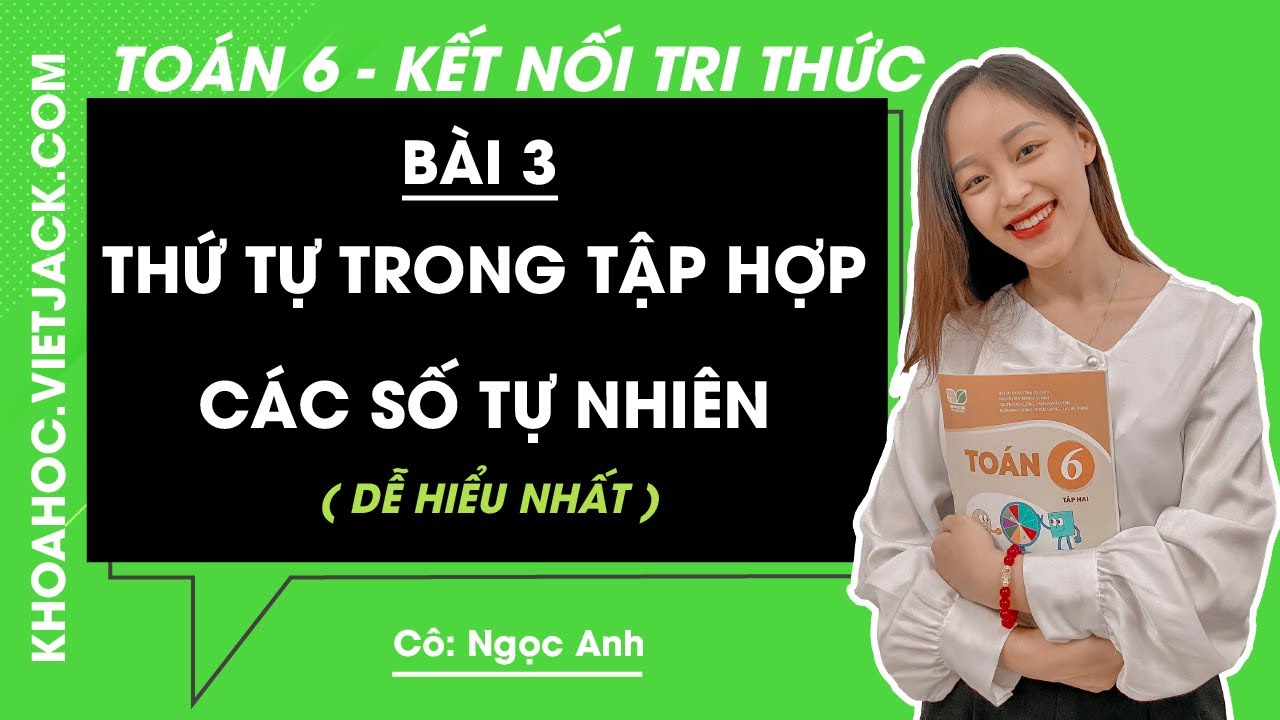 TOÁN 6 - KẾT NỐI TRI THỨC
KHOAHOC.VIETJACK.COM
BÀI 3
THỨ TỰ TRONG TẬP HỢP
CÁC SỐ TỰ NHIÊN
( DỄ HIỂU NHẤT )
Cô: Ngọc Anh
TOÁN 6
TẬP HAI